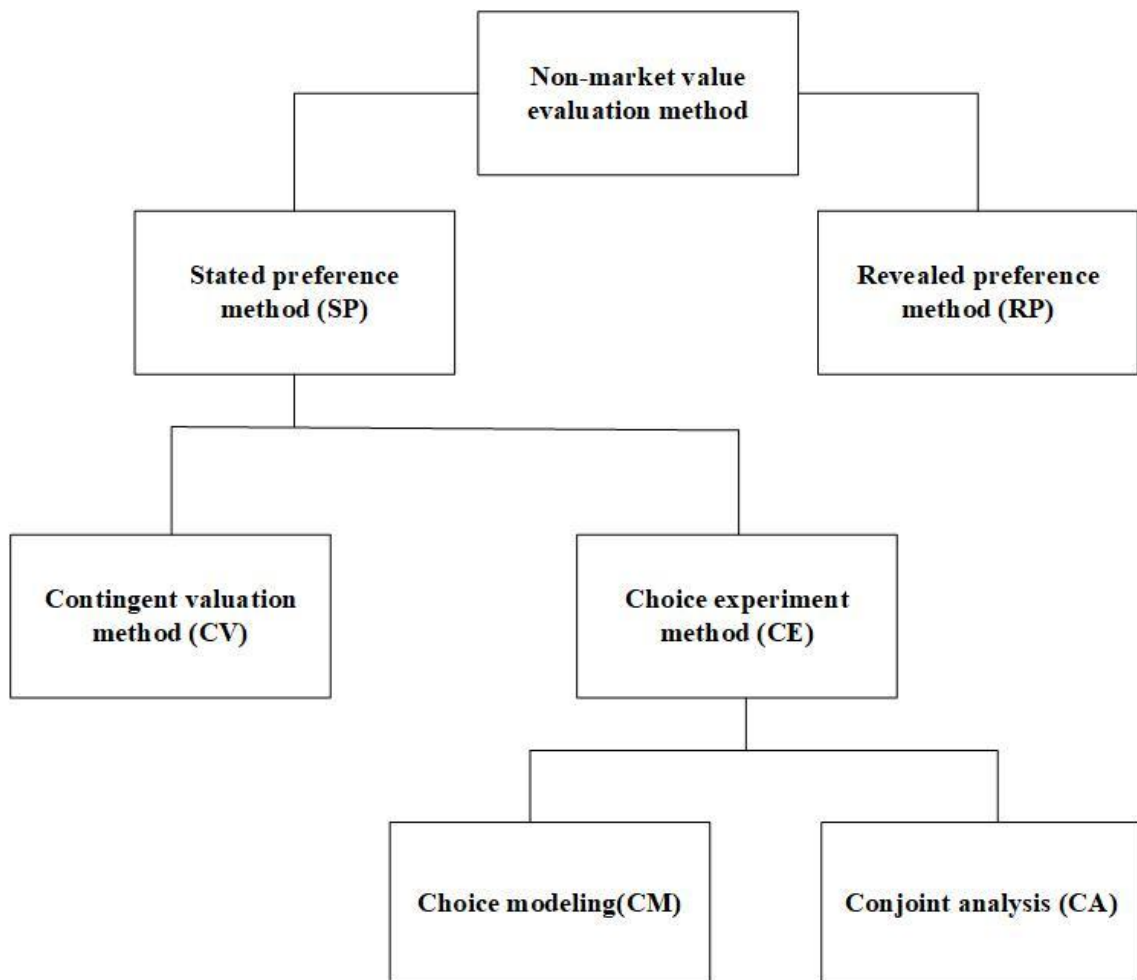 Non-market value
evaluation method
Stated preference
method (SP)
Revealed preference
method (RP)
Contingent valuation
method (CV)
Choice experiment
method (CE)
Choice modeling(CM)
Conjoint analysis (CA)